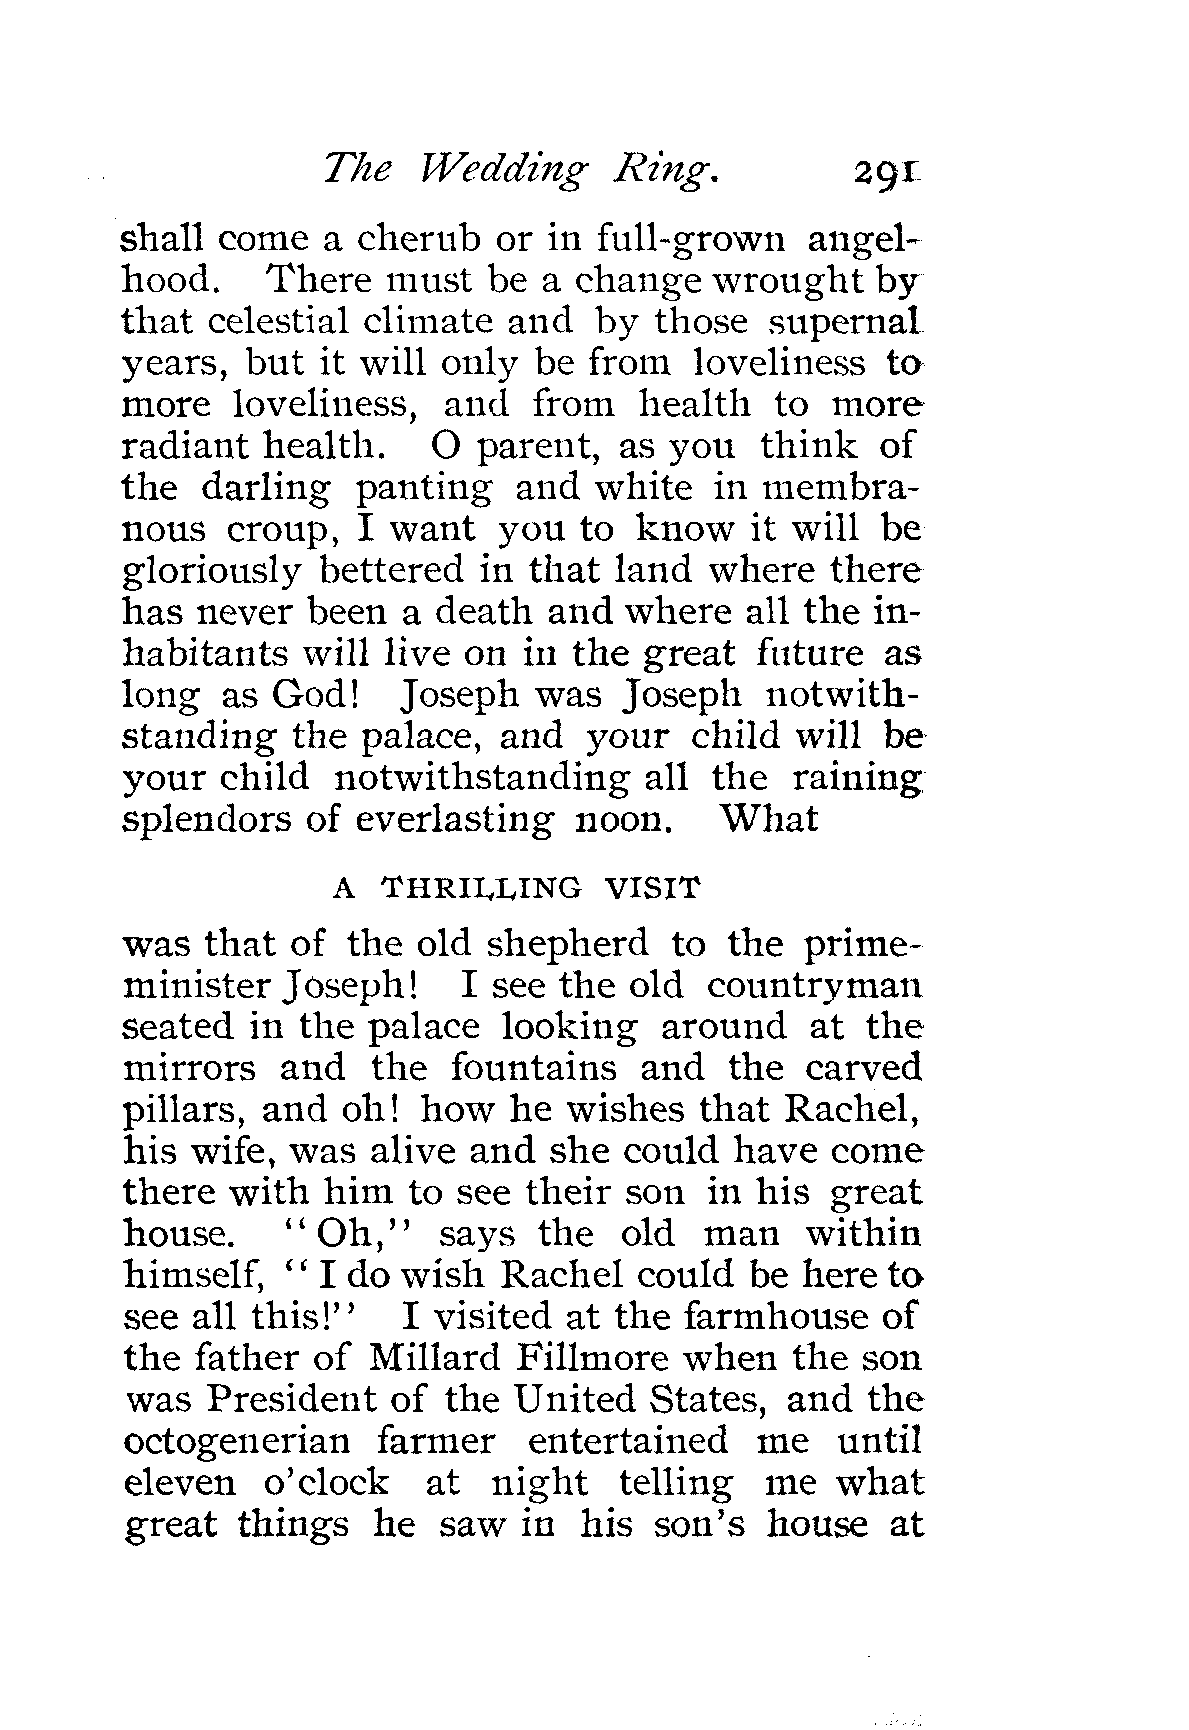 The Wedding Ring. 291
shall come a cherub or in full-grown angel-
hood. There must be a change wrought by
that celestial climate and by those supernal
years, but it will only be from loveliness to
more loveliness, and from health to more
radiant health. O parent, as you think of
the darling panting and white in membra-
nous croup, I want you to know it will be
gloriously bettered in that land where there
has never been a death and where all the in-
habitants will live on in the great future as
long as God! Joseph was Joseph notwith-
standing the palace, and your child will be
your child notwithstanding all the raining
splendors of everlasting noon. What
A THRILLING VISIT
was that of the old shepherd to the prime-
minister Joseph! I see the old countryman
seated in the palace looking around at the
mirrors and the fountains and the carved
pillars, and oh! how he wishes that Rachel,
his wife, was alive and she could have come
there with him to see their son in his great
house. "Oh," says the old man within
himself, "I do wish Rachel could be here to
see all this!" I visited at the farmhouse of
the father of Millard Fillmore when the son
was President of the United States, and the
octogenerian farmer entertained me until
eleven o'clock at night telling me what
great things he saw in his son's house at